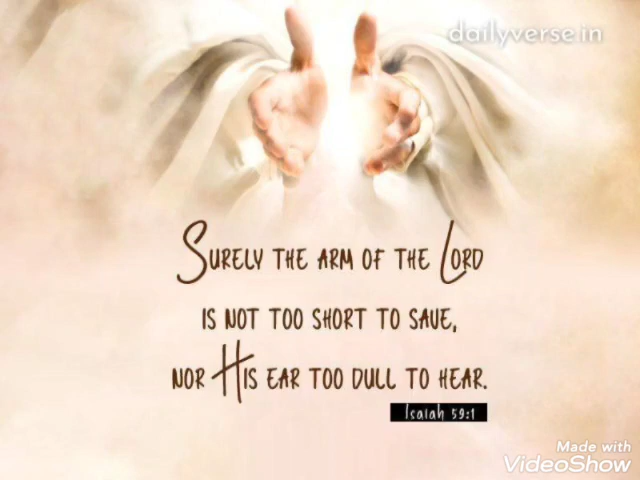 dailyverse.in
Surely the arm of the Lord
is not too short to save,
nor His ear too dull to hear.
Isaiah 59:1
Made with
VideoShow